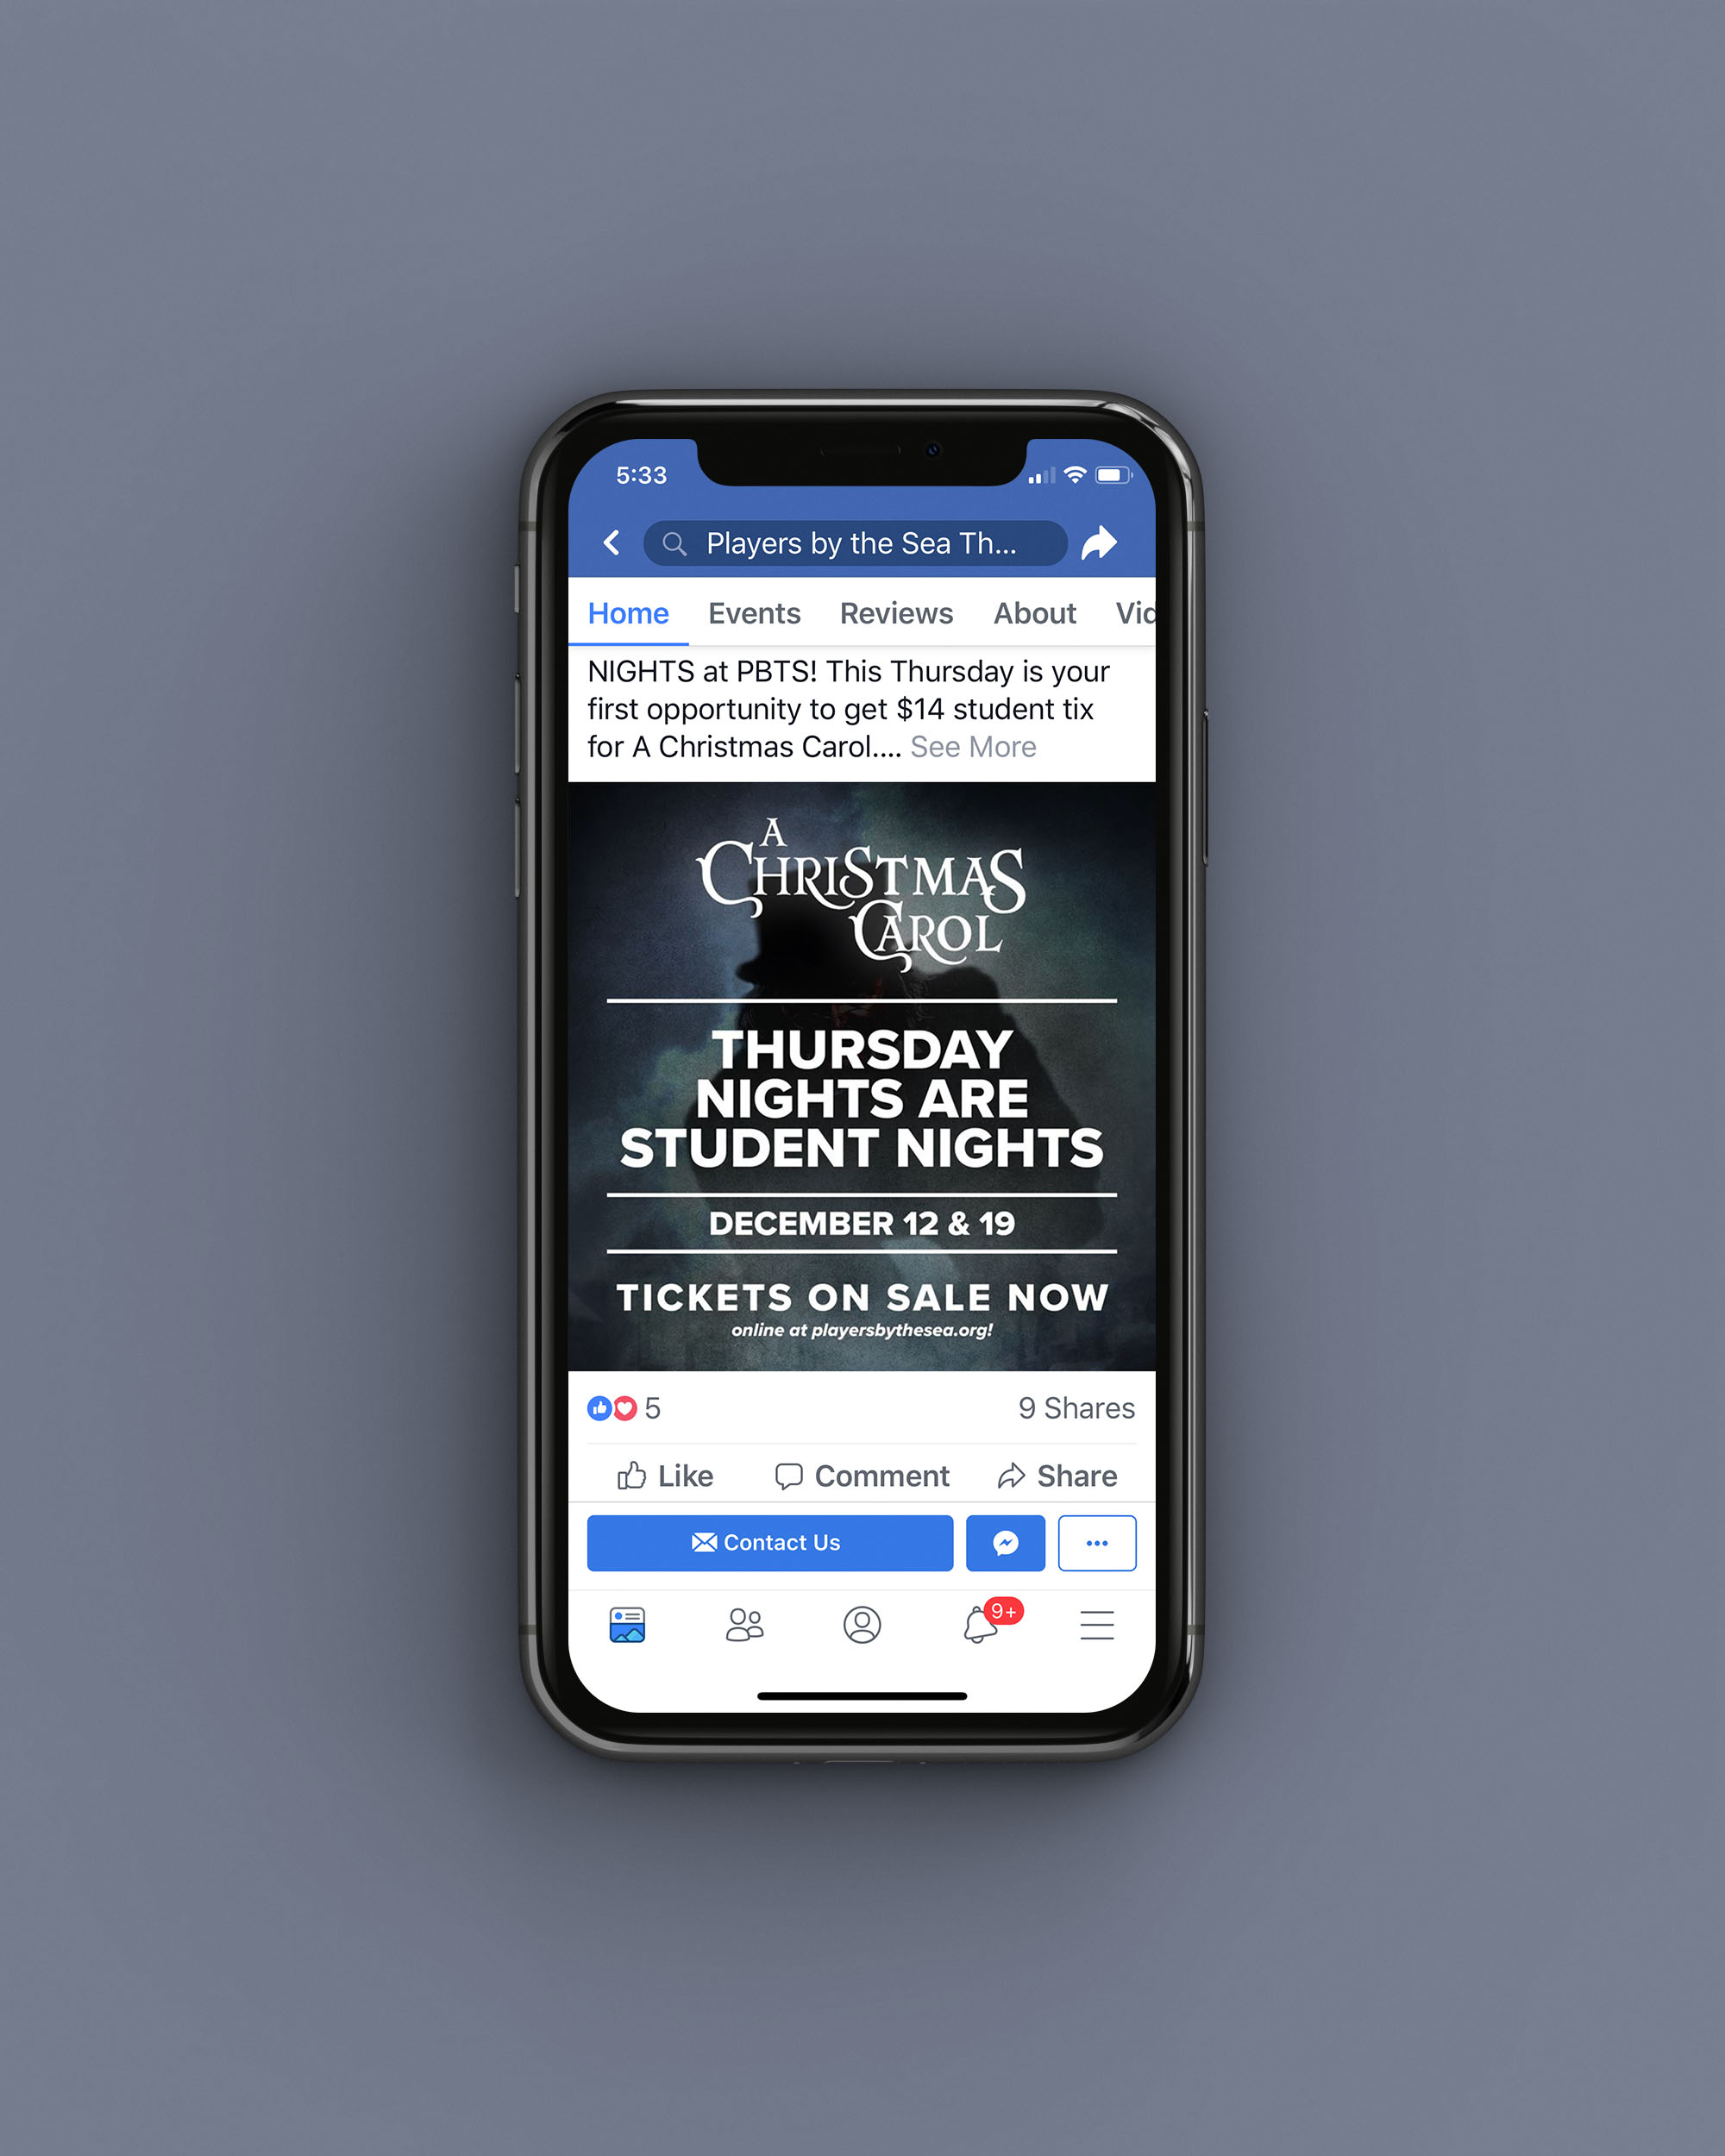 5:33
Players by the Sea Th...
Home Events Reviews About Vid
NIGHTS at PBTS! This Thursday is your
first opportunity to get $14 student tix
for A Christmas Carol.... See More
A
CHRISTMAS
CAROL
THURSDAY
NIGHTS ARE
STUDENT NIGHTS
DECEMBER 12 & 19
TICKETS ON SALE NOW
online at playersbythesea.org!
5 9 Shares
Like Comment Share
Contact Us
9+